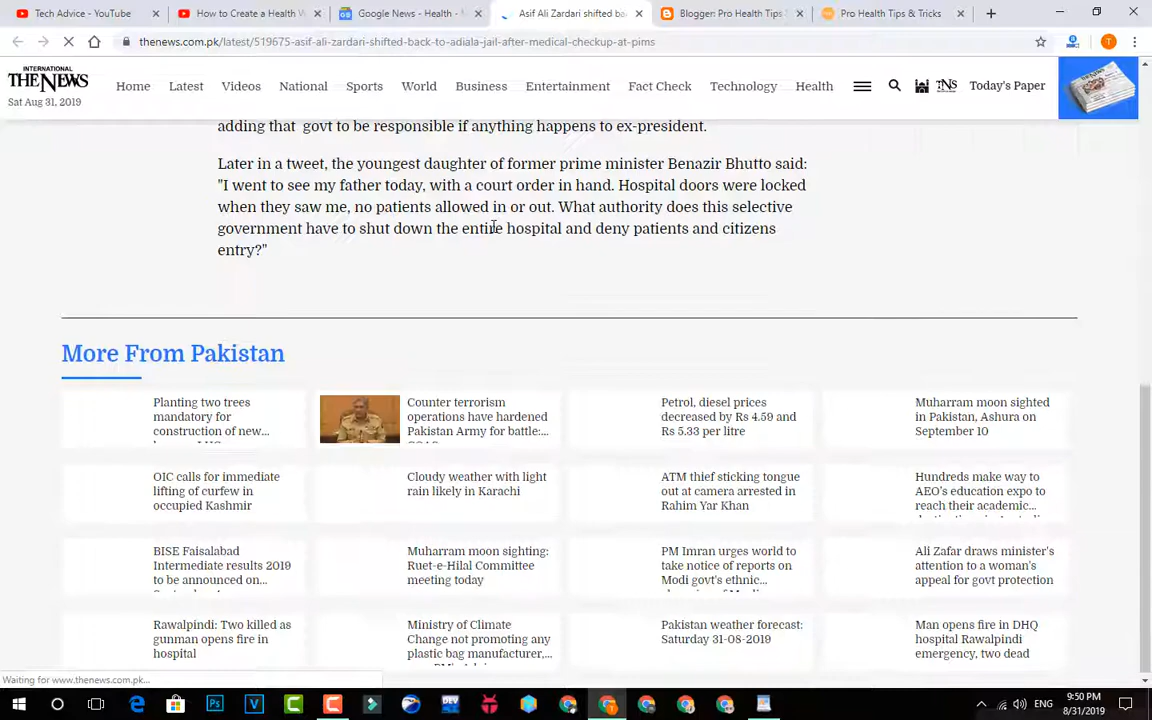 Tech Advice - YouTube
How to Create a Health W
Google News - Health - M
Asif Ali Zardari shifted ba
Blogger: Pro Health Tips
Pro Health Tips & Tricks
thenews.com.pk/latest/519675-asif-ali-zardari-shifted-back-to-adiala-jail-after-medical-checkup-at-pims
T
INTERNATIONAL
THE NEWS
Sat Aug 31, 2019
Home Latest Videos National Sports World Business Entertainment Fact Check Technology Health
TNS Today's Paper
adding that govt to be responsible if anything happens to ex-president.
Later in a tweet, the youngest daughter of former prime minister Benazir Bhutto said:
"I went to see my father today, with a court order in hand. Hospital doors were locked
when they saw me, no patients allowed in or out. What authority does this selective
government have to shut down the entire hospital and deny patients and citizens
entry?"
More From Pakistan
Planting two trees
mandatory for
construction of new...
Counter terrorism
operations have hardened
Pakistan Army for battle:...
Petrol, diesel prices
decreased by Rs 4.59 and
Rs 5.33 per litre
Muharram moon sighted
in Pakistan, Ashura on
September 10
OIC calls for immediate
lifting of curfew in
occupied Kashmir
Cloudy weather with light
rain likely in Karachi
ATM thief sticking tongue
out at camera arrested in
Rahim Yar Khan
Hundreds make way to
AEO's education expo to
reach their academic...
BISE Faisalabad
Intermediate results 2019
to be announced on...
Muharram moon sighting:
Ruet-e-Hilal Committee
meeting today
PM Imran urges world to
take notice of reports on
Modi govt's ethnic...
Ali Zafar draws minister's
attention to a woman's
appeal for govt protection
Rawalpindi: Two killed as
gunman opens fire in
hospital
Ministry of Climate
Change not promoting any
plastic bag manufacturer,...
Pakistan weather forecast:
Saturday 31-08-2019
Man opens fire in DHQ
hospital Rawalpindi
emergency, two dead
Waiting for www.thenews.com.pk...
ENG
9:50 PM
8/31/2019